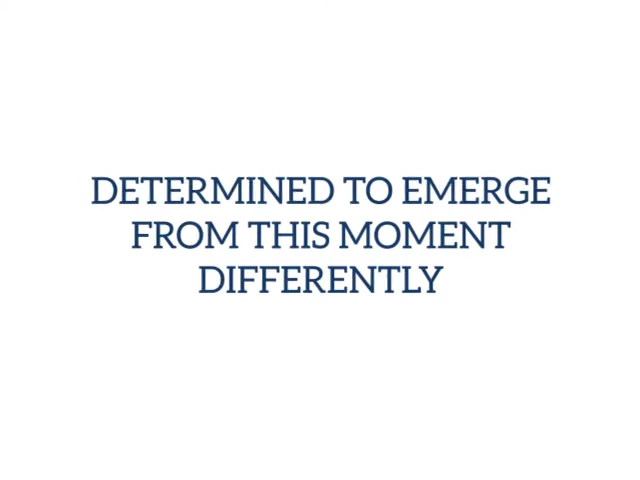 DETERMINED TO EMERGE
FROM THIS MOMENT
DIFFERENTLY